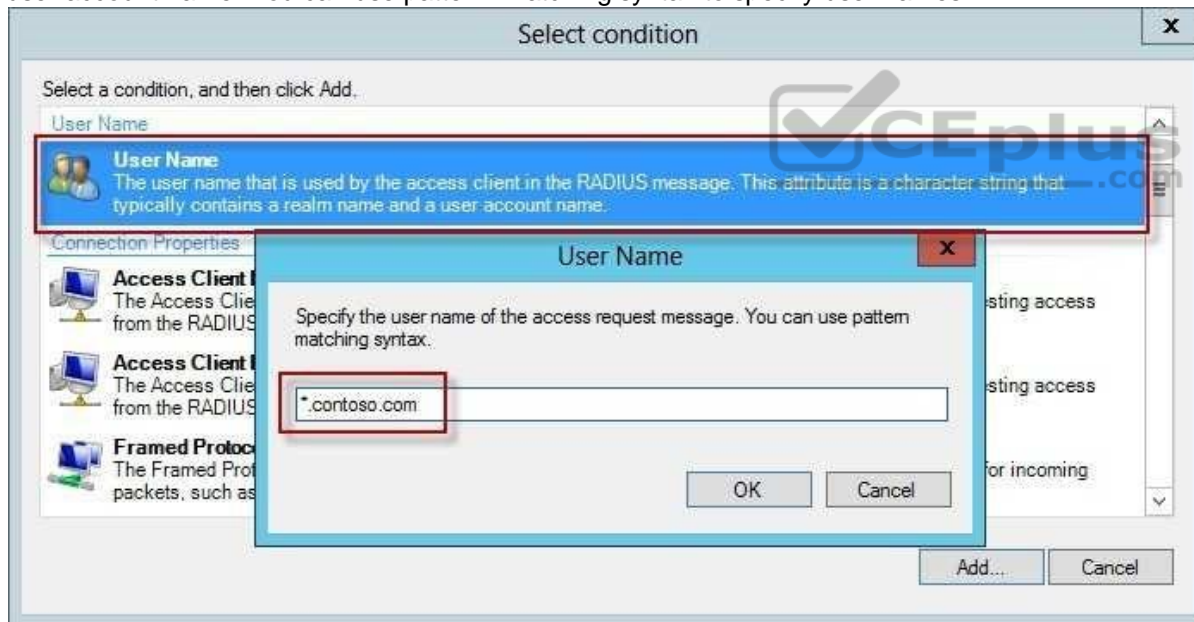 Select condition
x
Select a condition, and then click Add.
CEplus
.com
User Name
User Name
The user name that is used by the access client in the RADIUS message. This attribute is a character string that
typically contains a realm name and a user account name.
Connection Properties
User Name
x
Access Client
The Access Clie
esting access
from the RADIUS
Specify the user name of the access request message. You can use pattern
matching syntax.
Access Client
The Access Clie
esting access
from the RADIUS
*.contoso.com
Framed Protoc
The Framed Prot
for incoming
packets, such as
OK
Cancel
Add...
Cancel